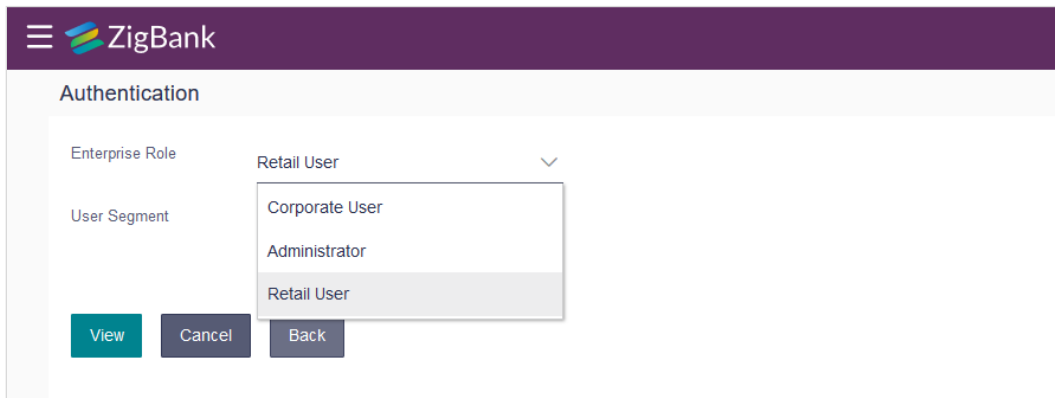 ZigBank
Authentication
Enterprise Role
Retail User
User Segment
Corporate User
Administrator
Retail User
View Cancel Back